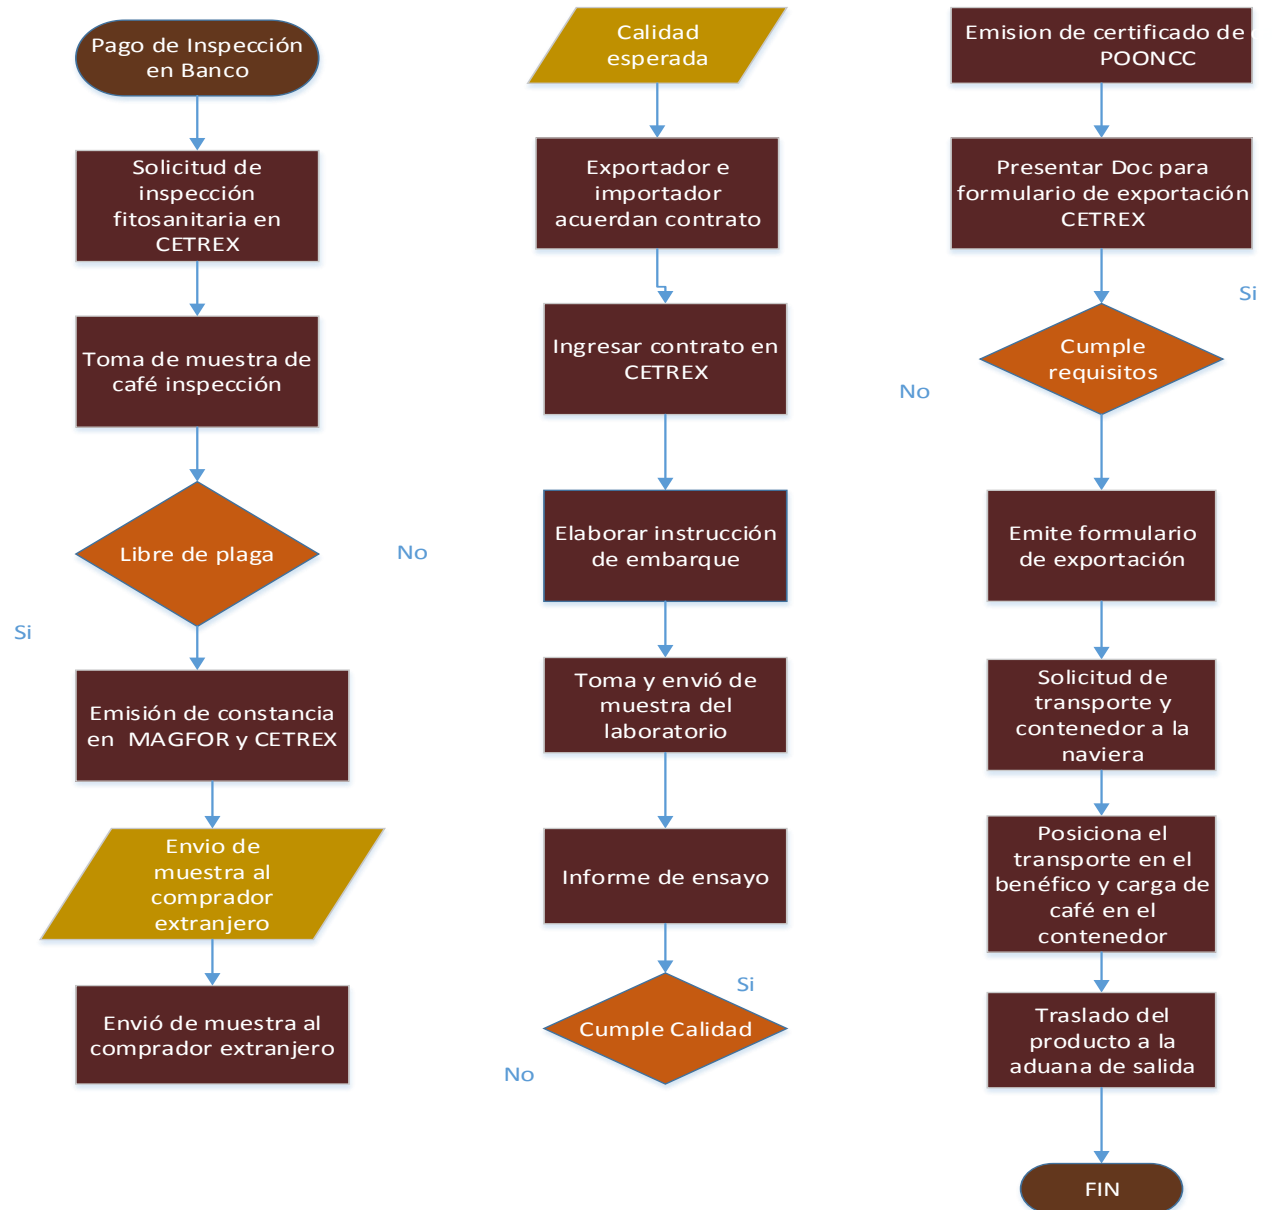 Pago de Inspección
en Banco
Solicitud de
inspección
fitosanitaria en
CETREX
Toma de muestra de
café inspección
Libre de plaga
No
Si
Emisión de constancia
en MAGFOR y CETREX
Envio de
muestra al
comprador
extranjero
Envió de muestra al
comprador extranjero
Calidad
esperada
Exportador e
importador
acuerdan contrato
Ingresar contrato en
CETREX
Elaborar instrucción
de embarque
Toma y envió de
muestra del
laboratorio
Informe de ensayo
Si
Cumple Calidad
No
Emision de certificado de
POONCC
Presentar Doc para
formulario de exportación
CETREX
Si
Cumple
requisitos
No
Emite formulario
de exportación
Solicitud de
transporte y
contenedor a la
naviera
Posiciona el
transporte en el
benéfico y carga de
café en el
contenedor
Traslado del
producto a la
aduana de salida
FIN